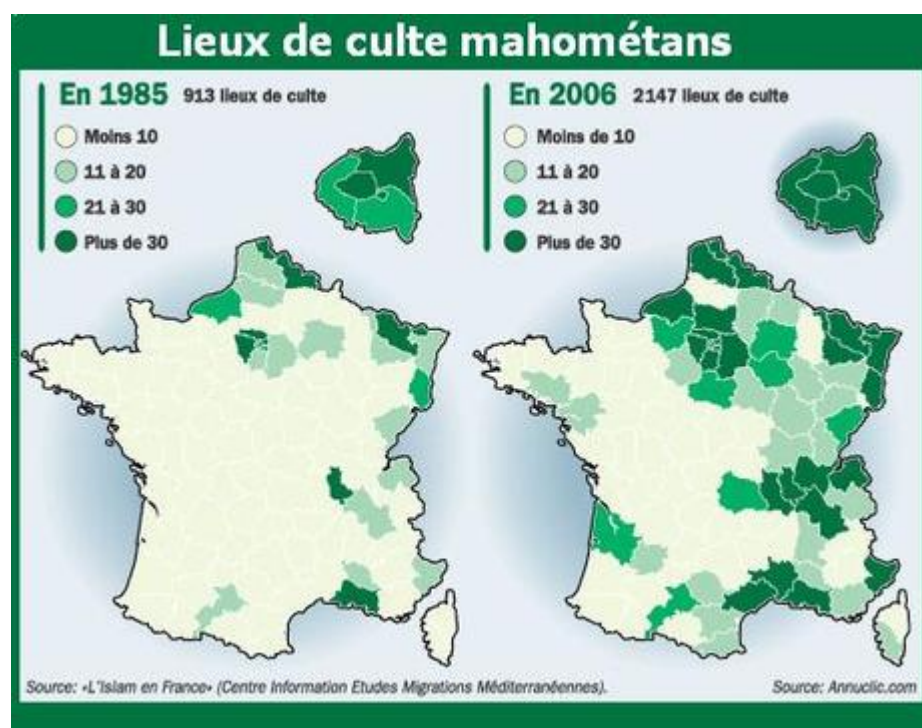 Lieux de culte mahométans
En 1985 913 lieux de culte
Moins 10
11 à 20
21 à 30
Plus de 30
En 2006 2147 lieux de culte
Moins de 10
11 à 20
21 à 30
Plus de 30
Source: «L'Islam en France» (Centre Information Etudes Migrations Méditerranéennes).
Source: Annuclic.com